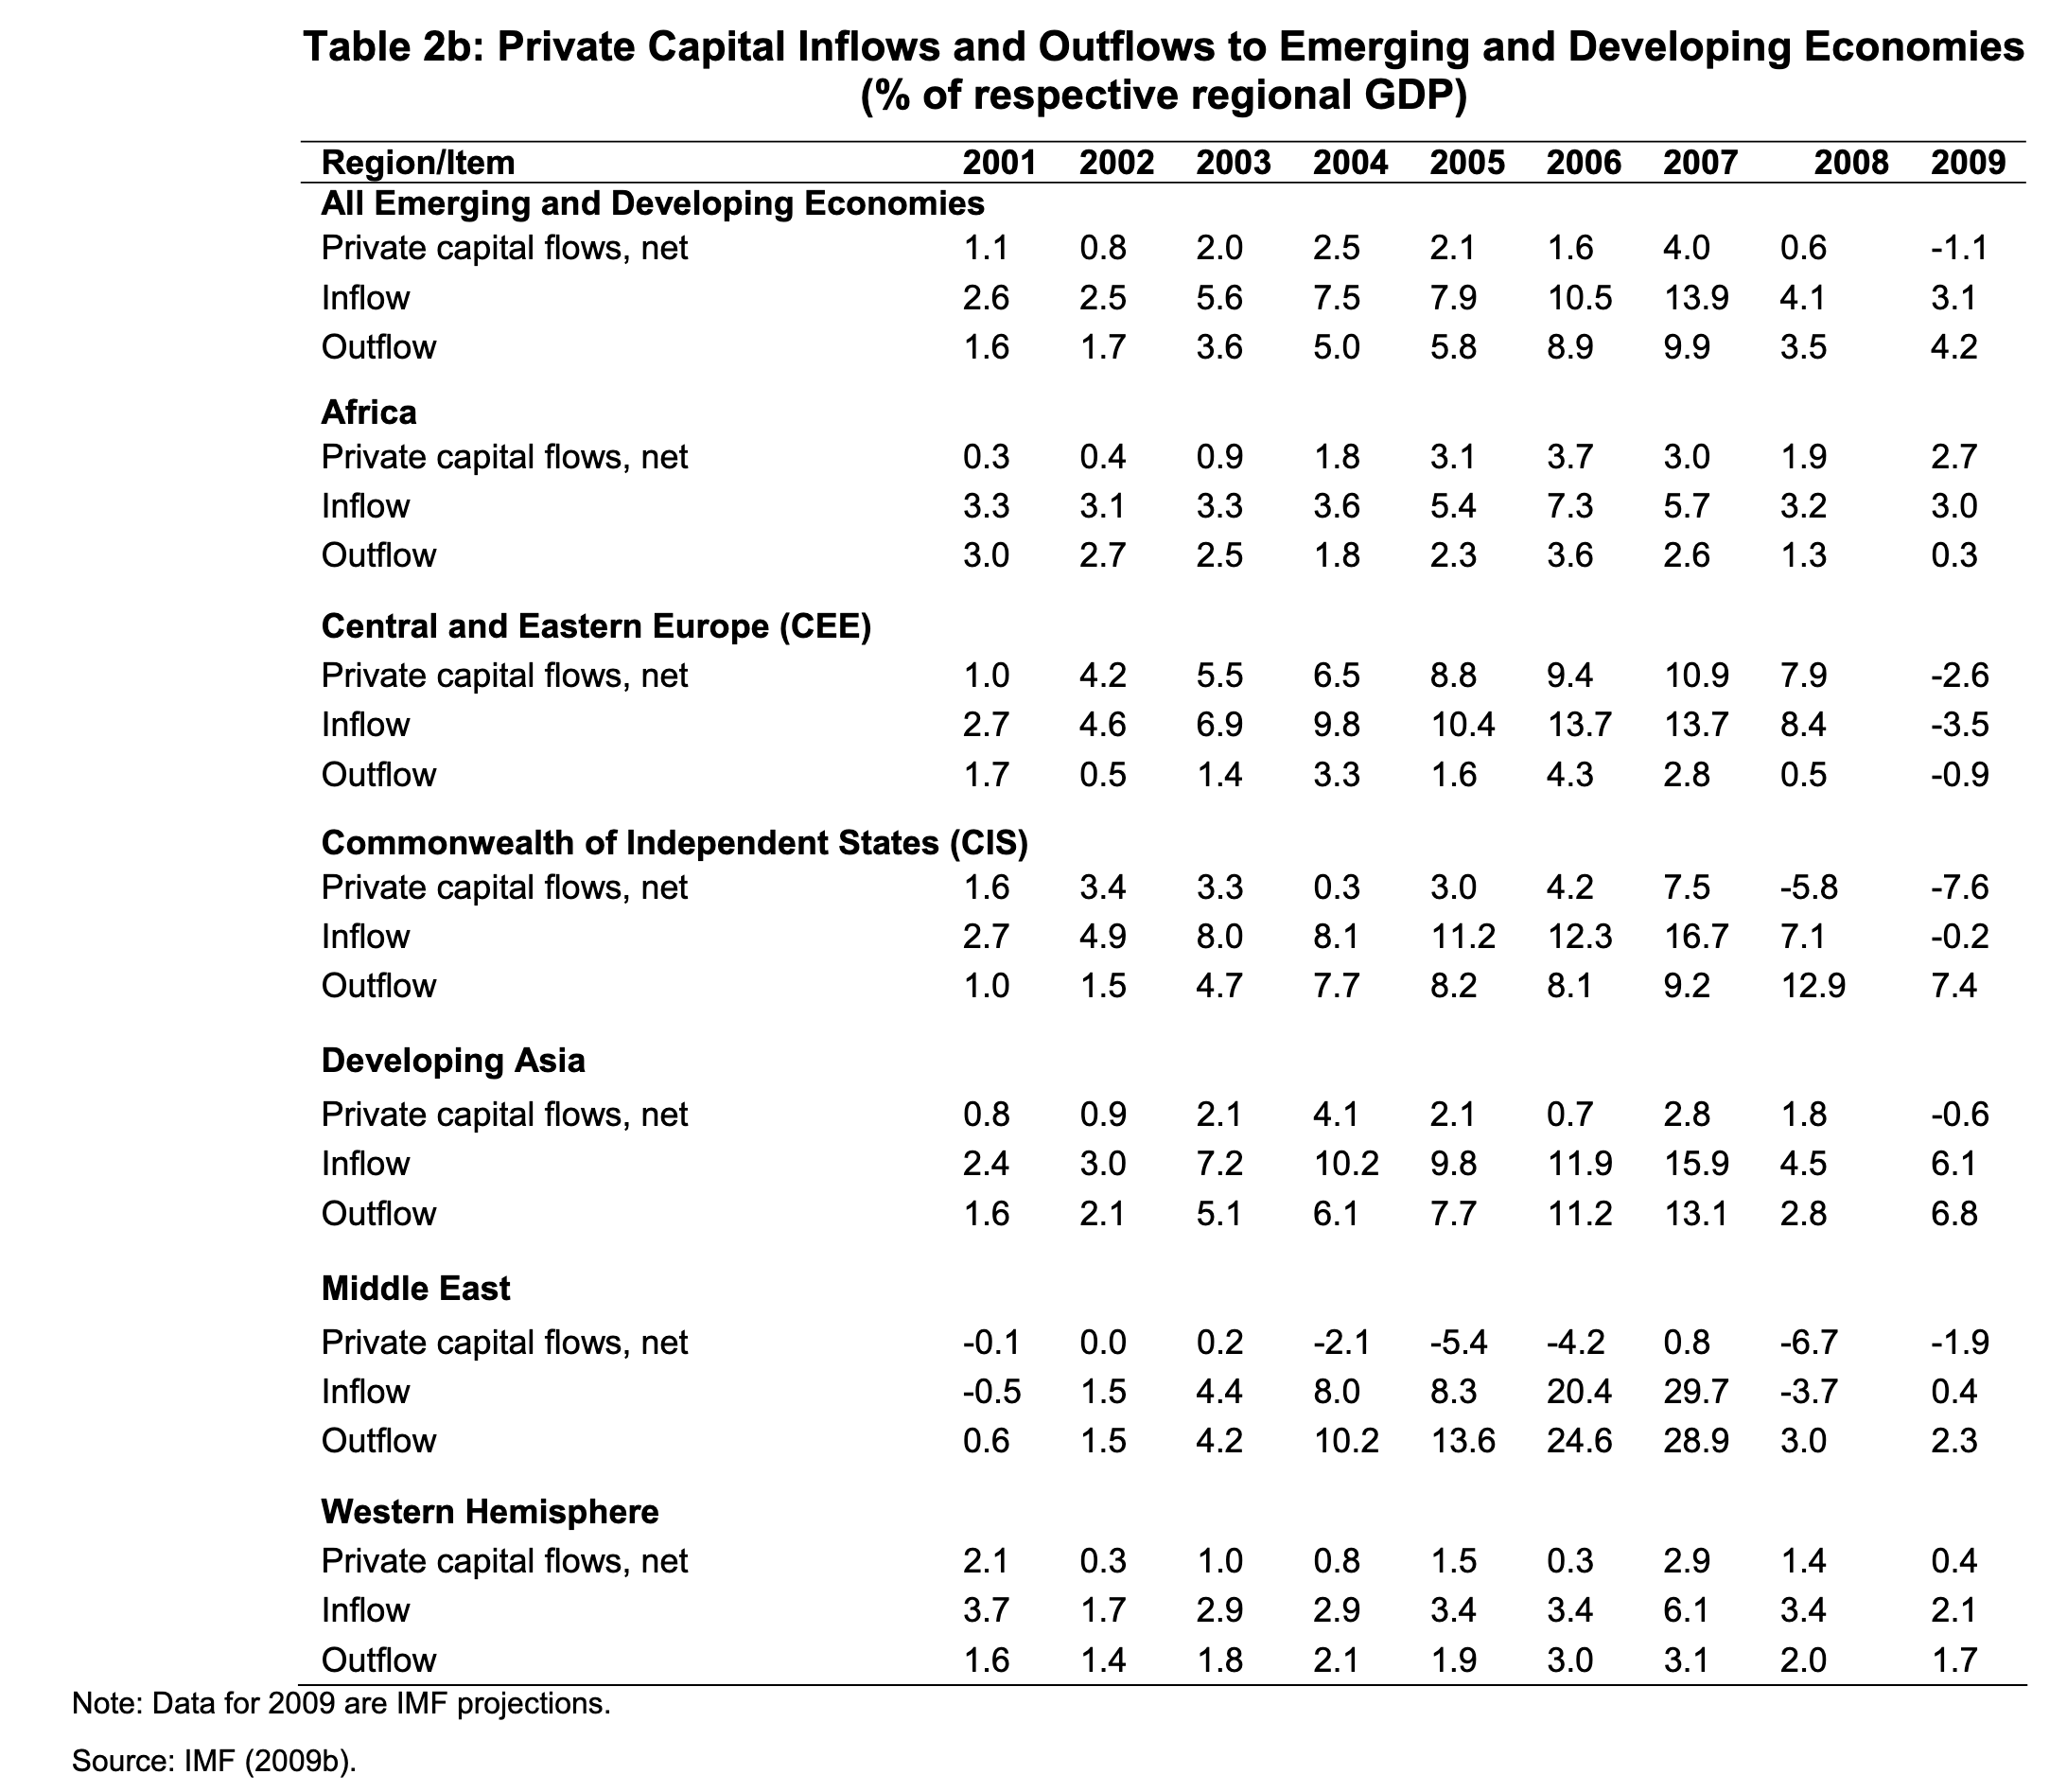 Table 2b: Private Capital Inflows and Outflows to Emerging and Developing Economies
(% of respective regional GDP)
Region/Item 2001 2002 2003 2004 2005 2006 2007 2008 2009
All Emerging and Developing Economies
Private capital flows, net 1.1 0.8 2.0 2.5 2.1 1.6 4.0 0.6 -1.1
Inflow 2.6 2.5 5.6 7.5 7.9 10.5 13.9 4.1 3.1
Outflow 1.6 1.7 3.6 5.0 5.8 8.9 9.9 3.5 4.2
Africa
Private capital flows, net 0.3 0.4 0.9 1.8 3.1 3.7 3.0 1.9 2.7
Inflow 3.3 3.1 3.3 3.6 5.4 7.3 5.7 3.2 3.0
Outflow 3.0 2.7 2.5 1.8 2.3 3.6 2.6 1.3 0.3
Central and Eastern Europe (CEE)
Private capital flows, net 1.0 4.2 5.5 6.5 8.8 9.4 10.9 7.9 -2.6
Inflow 2.7 4.6 6.9 9.8 10.4 13.7 13.7 8.4 -3.5
Outflow 1.7 0.5 1.4 3.3 1.6 4.3 2.8 0.5 -0.9
Commonwealth of Independent States (CIS)
Private capital flows, net 1.6 3.4 3.3 0.3 3.0 4.2 7.5 -5.8 -7.6
Inflow 2.7 4.9 8.0 8.1 11.2 12.3 16.7 7.1 -0.2
Outflow 1.0 1.5 4.7 7.7 8.2 8.1 9.2 12.9 7.4
Developing Asia
Private capital flows, net 0.8 0.9 2.1 4.1 2.1 0.7 2.8 1.8 -0.6
Inflow 2.4 3.0 7.2 10.2 9.8 11.9 15.9 4.5 6.1
Outflow 1.6 2.1 5.1 6.1 7.7 11.2 13.1 2.8 6.8
Middle East
Private capital flows, net -0.1 0.0 0.2 -2.1 -5.4 -4.2 0.8 -6.7 -1.9
Inflow -0.5 1.5 4.4 8.0 8.3 20.4 29.7 -3.7 0.4
Outflow 0.6 1.5 4.2 10.2 13.6 24.6 28.9 3.0 2.3
Western Hemisphere
Private capital flows, net 2.1 0.3 1.0 0.8 1.5 0.3 2.9 1.4 0.4
Inflow 3.7 1.7 2.9 2.9 3.4 3.4 6.1 3.4 2.1
Outflow 1.6 1.4 1.8 2.1 1.9 3.0 3.1 2.0 1.7
Note: Data for 2009 are IMF projections.
Source: IMF (2009b).